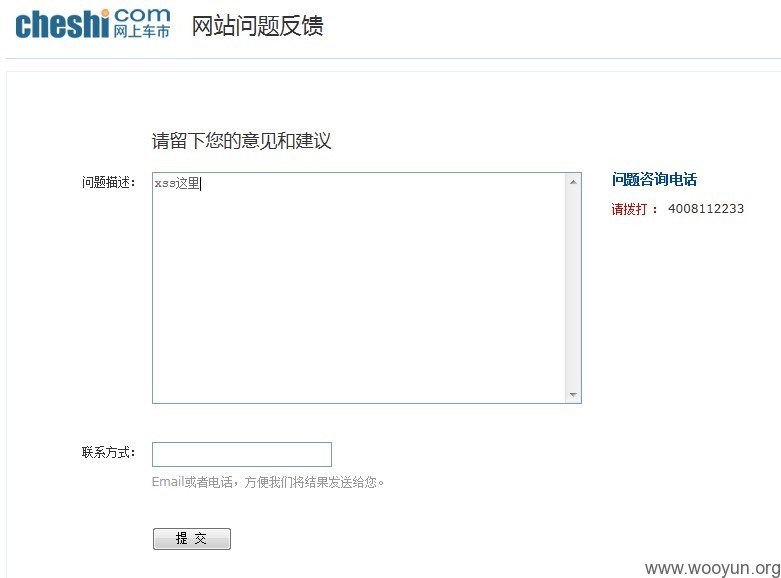 cheshi com 网上车市 网站问题反馈
请留下您的意见和建议
问题描述： xss这里
问题咨询电话
请拨打： 4008112233
联系方式：
Email或者电话，方便我们将结果发送给您。
提 交
www.wooyun.org